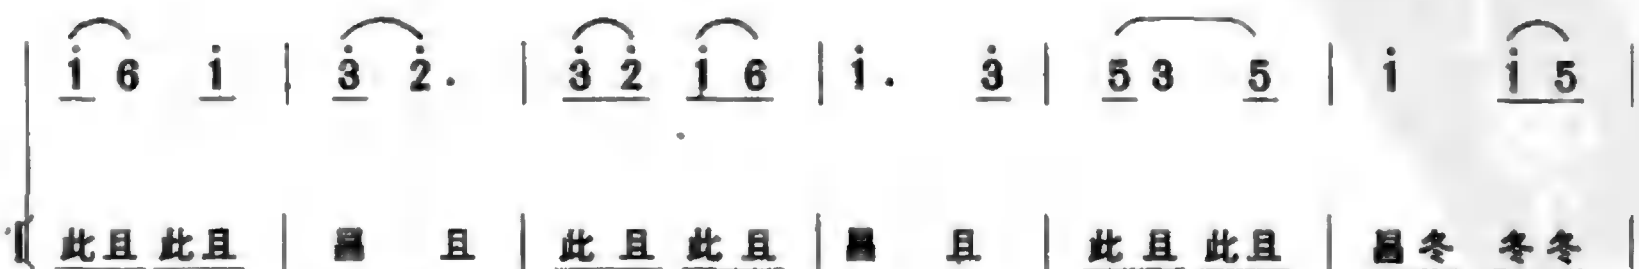 i 6 i | 3̇ 2̇. | 3̇ 2̇ i 6 | i. 3̇ | 5 3 5 | i i 5 |
此且 此且 | 昌 且 | 此且 此且 | 昌 且 | 此且 此且 | 昌冬 冬冬 |